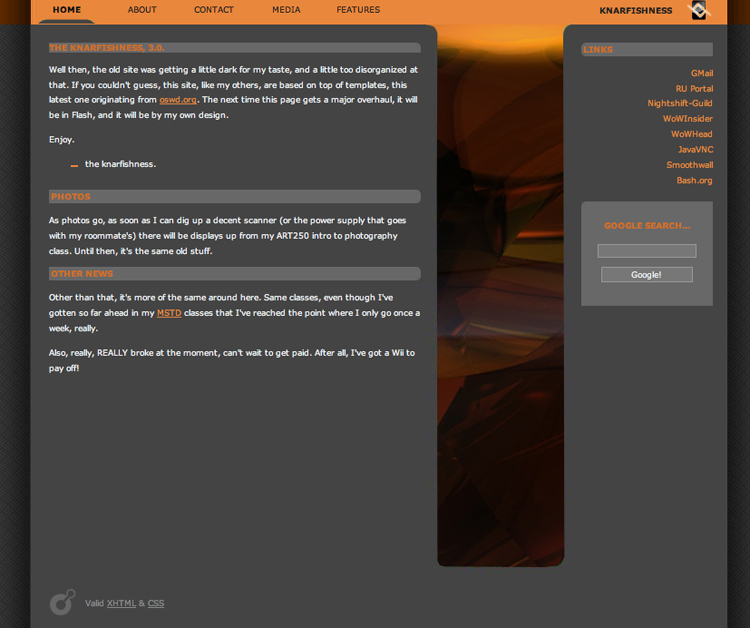 HOME ABOUT CONTACT MEDIA FEATURES KNARFISHNESS
THE KNARFISHNESS, 3.0.
Well then, the old site was getting a little dark for my taste, and a little too disorganized at
that. If you couldn't guess, this site, like my others, are based on top of templates, this
latest one originating from oswd.org. The next time this page gets a major overhaul, it will
be in Flash, and it will be by my own design.
Enjoy.
the knarfishness.
PHOTOS
As photos go, as soon as I can dig up a decent scanner (or the power supply that goes
with my roommate's) there will be displays up from my ART250 intro to photography
class. Until then, it's the same old stuff.
OTHER NEWS
Other than that, it's more of the same around here. Same classes, even though I've
gotten so far ahead in my MSTD classes that I've reached the point where I only go once a
week, really.
Also, really, REALLY broke at the moment, can't wait to get paid. After all, I've got a Wii to
pay off!
LINKS
GMail
RU Portal
Nightshift-Guild
WoWInsider
WoWHead
JavaVNC
Smoothwall
Bash.org
GOOGLE SEARCH...
Google!
Valid XHTML & CSS